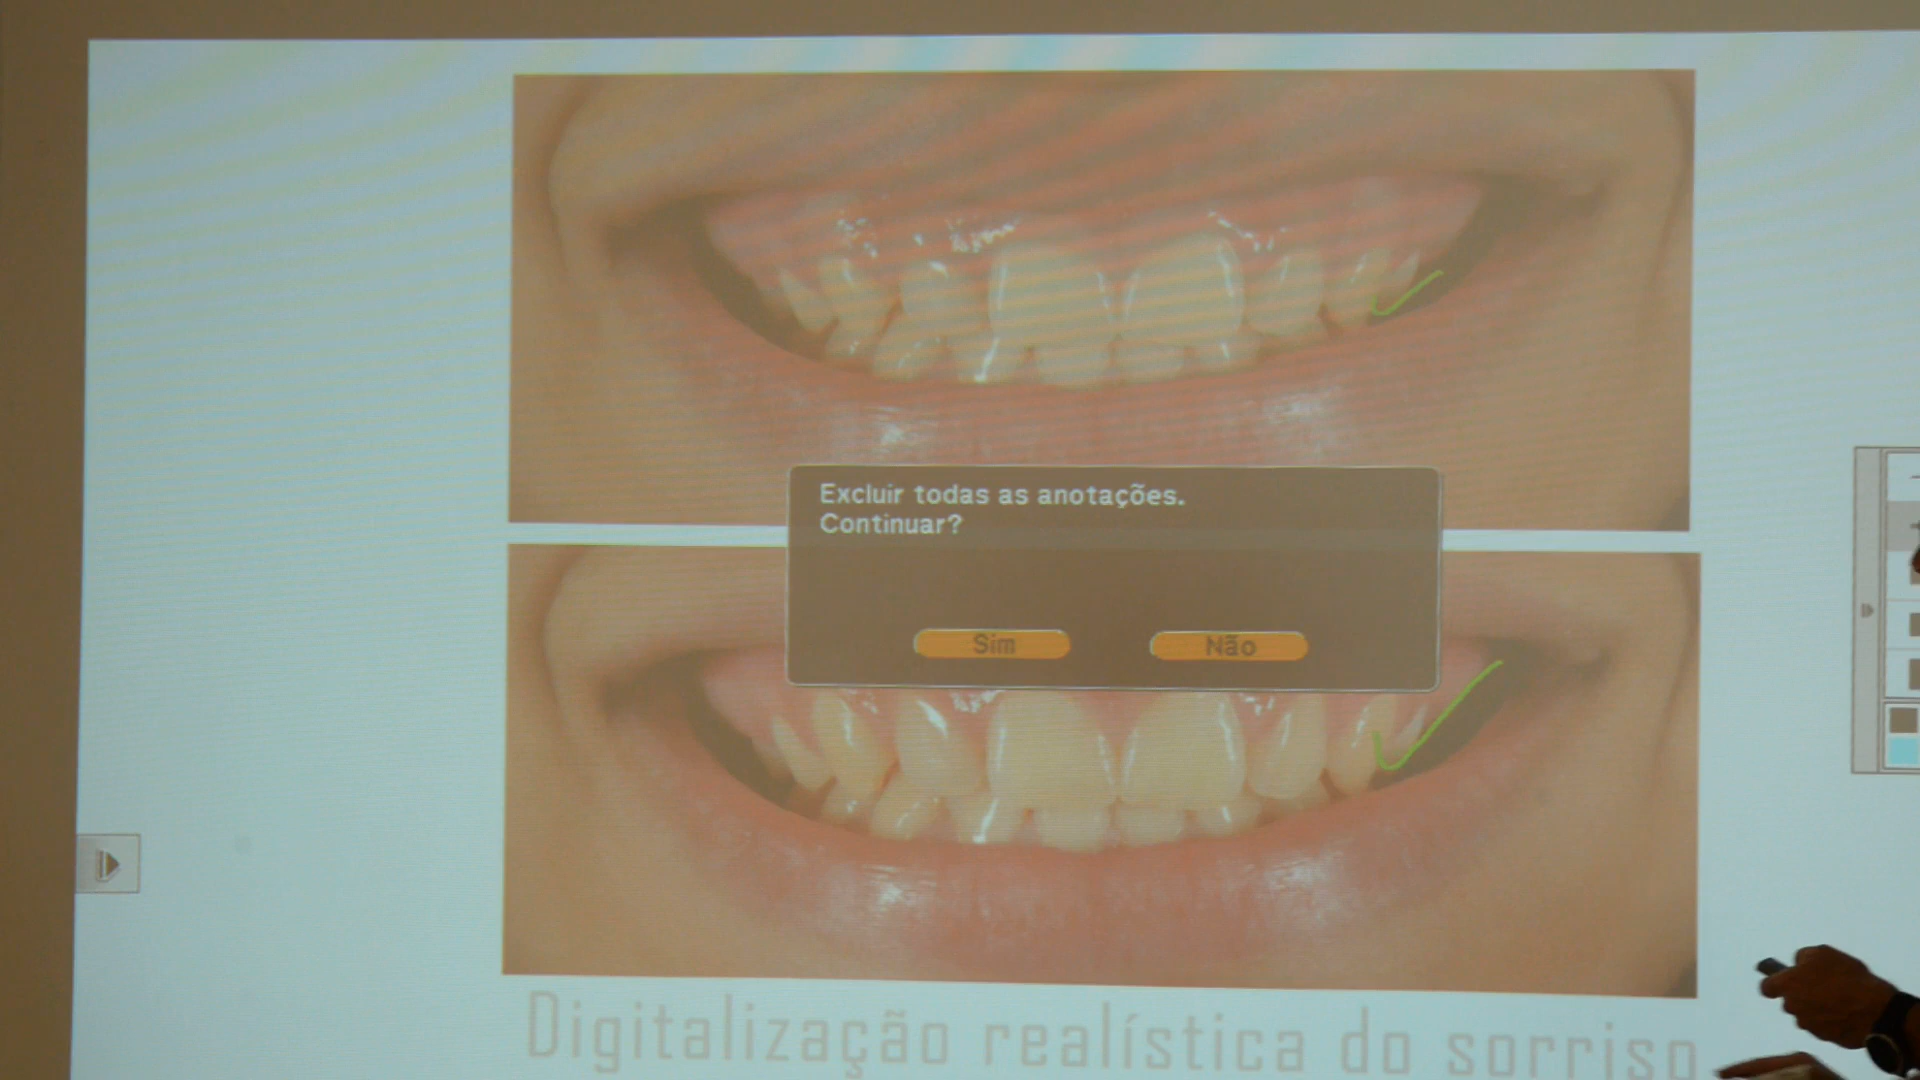 Excluir todas as anotações.
Continuar?
Sim
Não
Digitalização realística do sorriso